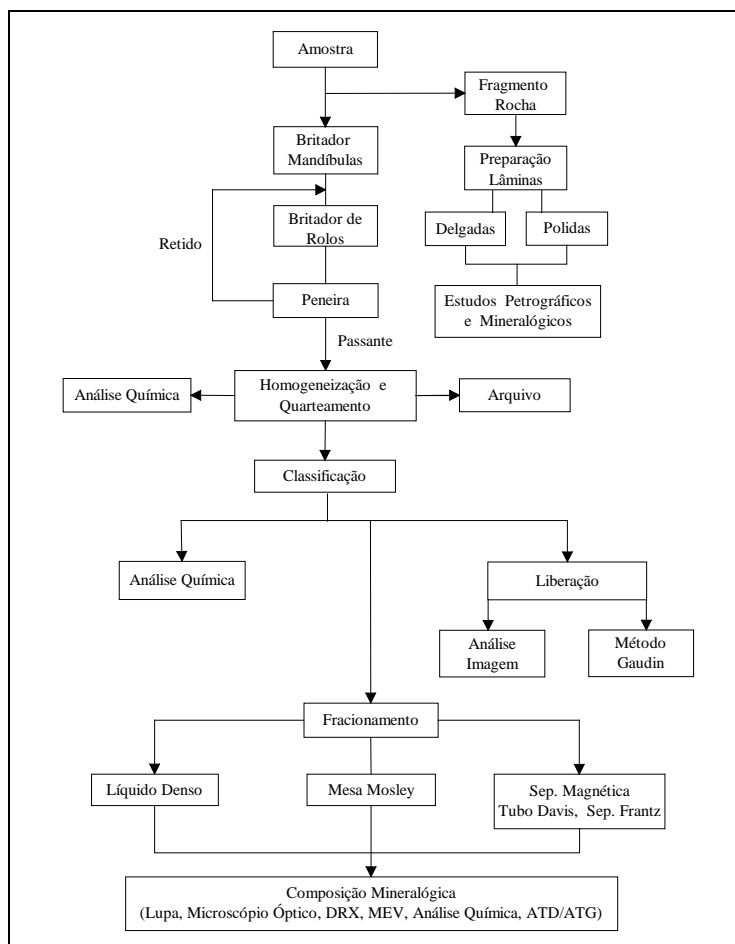 Amostra
Fragmento
Rocha
Britador
Mandíbulas
Preparação
Lâminas
Britador de
Rolos
Delgadas
Polidas
Retido
Peneira
Estudos Petrográficos
e Mineralógicos
Passante
Análise Química
Homogeneização e
Quarteamento
Arquivo
Classificação
Análise Química
Liberação
Análise
Imagem
Método
Gaudin
Fracionamento
Líquido Denso
Mesa Mosley
Sep. Magnética
Tubo Davis, Sep. Frantz
Composição Mineralógica
(Lupa, Microscópio Óptico, DRX, MEV, Análise Química, ATD/ATG)